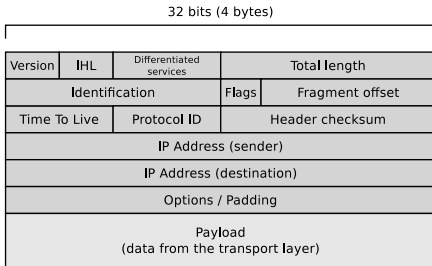 32 bits (4 bytes)
Version IHL Differentiated services Total length
Identification Flags Fragment offset
Time To Live Protocol ID Header checksum
IP Address (sender)
IP Address (destination)
Options / Padding
Payload
(data from the transport layer)